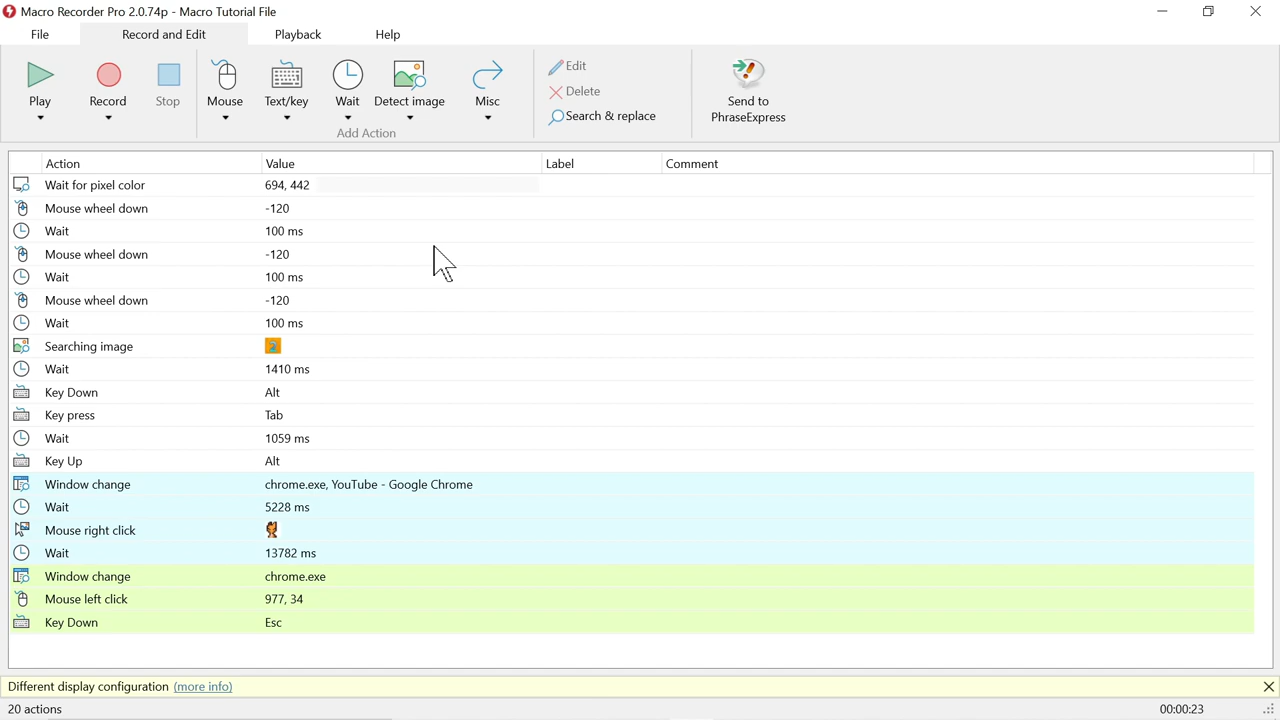 Macro Recorder Pro 2.0.74p - Macro Tutorial File
File Record and Edit Playback Help
Play Record Stop Mouse Text/key Wait Detect image Misc
Add Action
Edit
Delete
Search & replace
Send to
PhraseExpress
Action Value Label Comment
Wait for pixel color 694, 442
Mouse wheel down -120
Wait 100 ms
Mouse wheel down -120
Wait 100 ms
Mouse wheel down -120
Wait 100 ms
Searching image
Wait 1410 ms
Key Down Alt
Key press Tab
Wait 1059 ms
Key Up Alt
Window change chrome.exe, YouTube - Google Chrome
Wait 5228 ms
Mouse right click
Wait 13782 ms
Window change chrome.exe
Mouse left click 977, 34
Key Down Esc
Different display configuration (more info)
20 actions 00:00:23